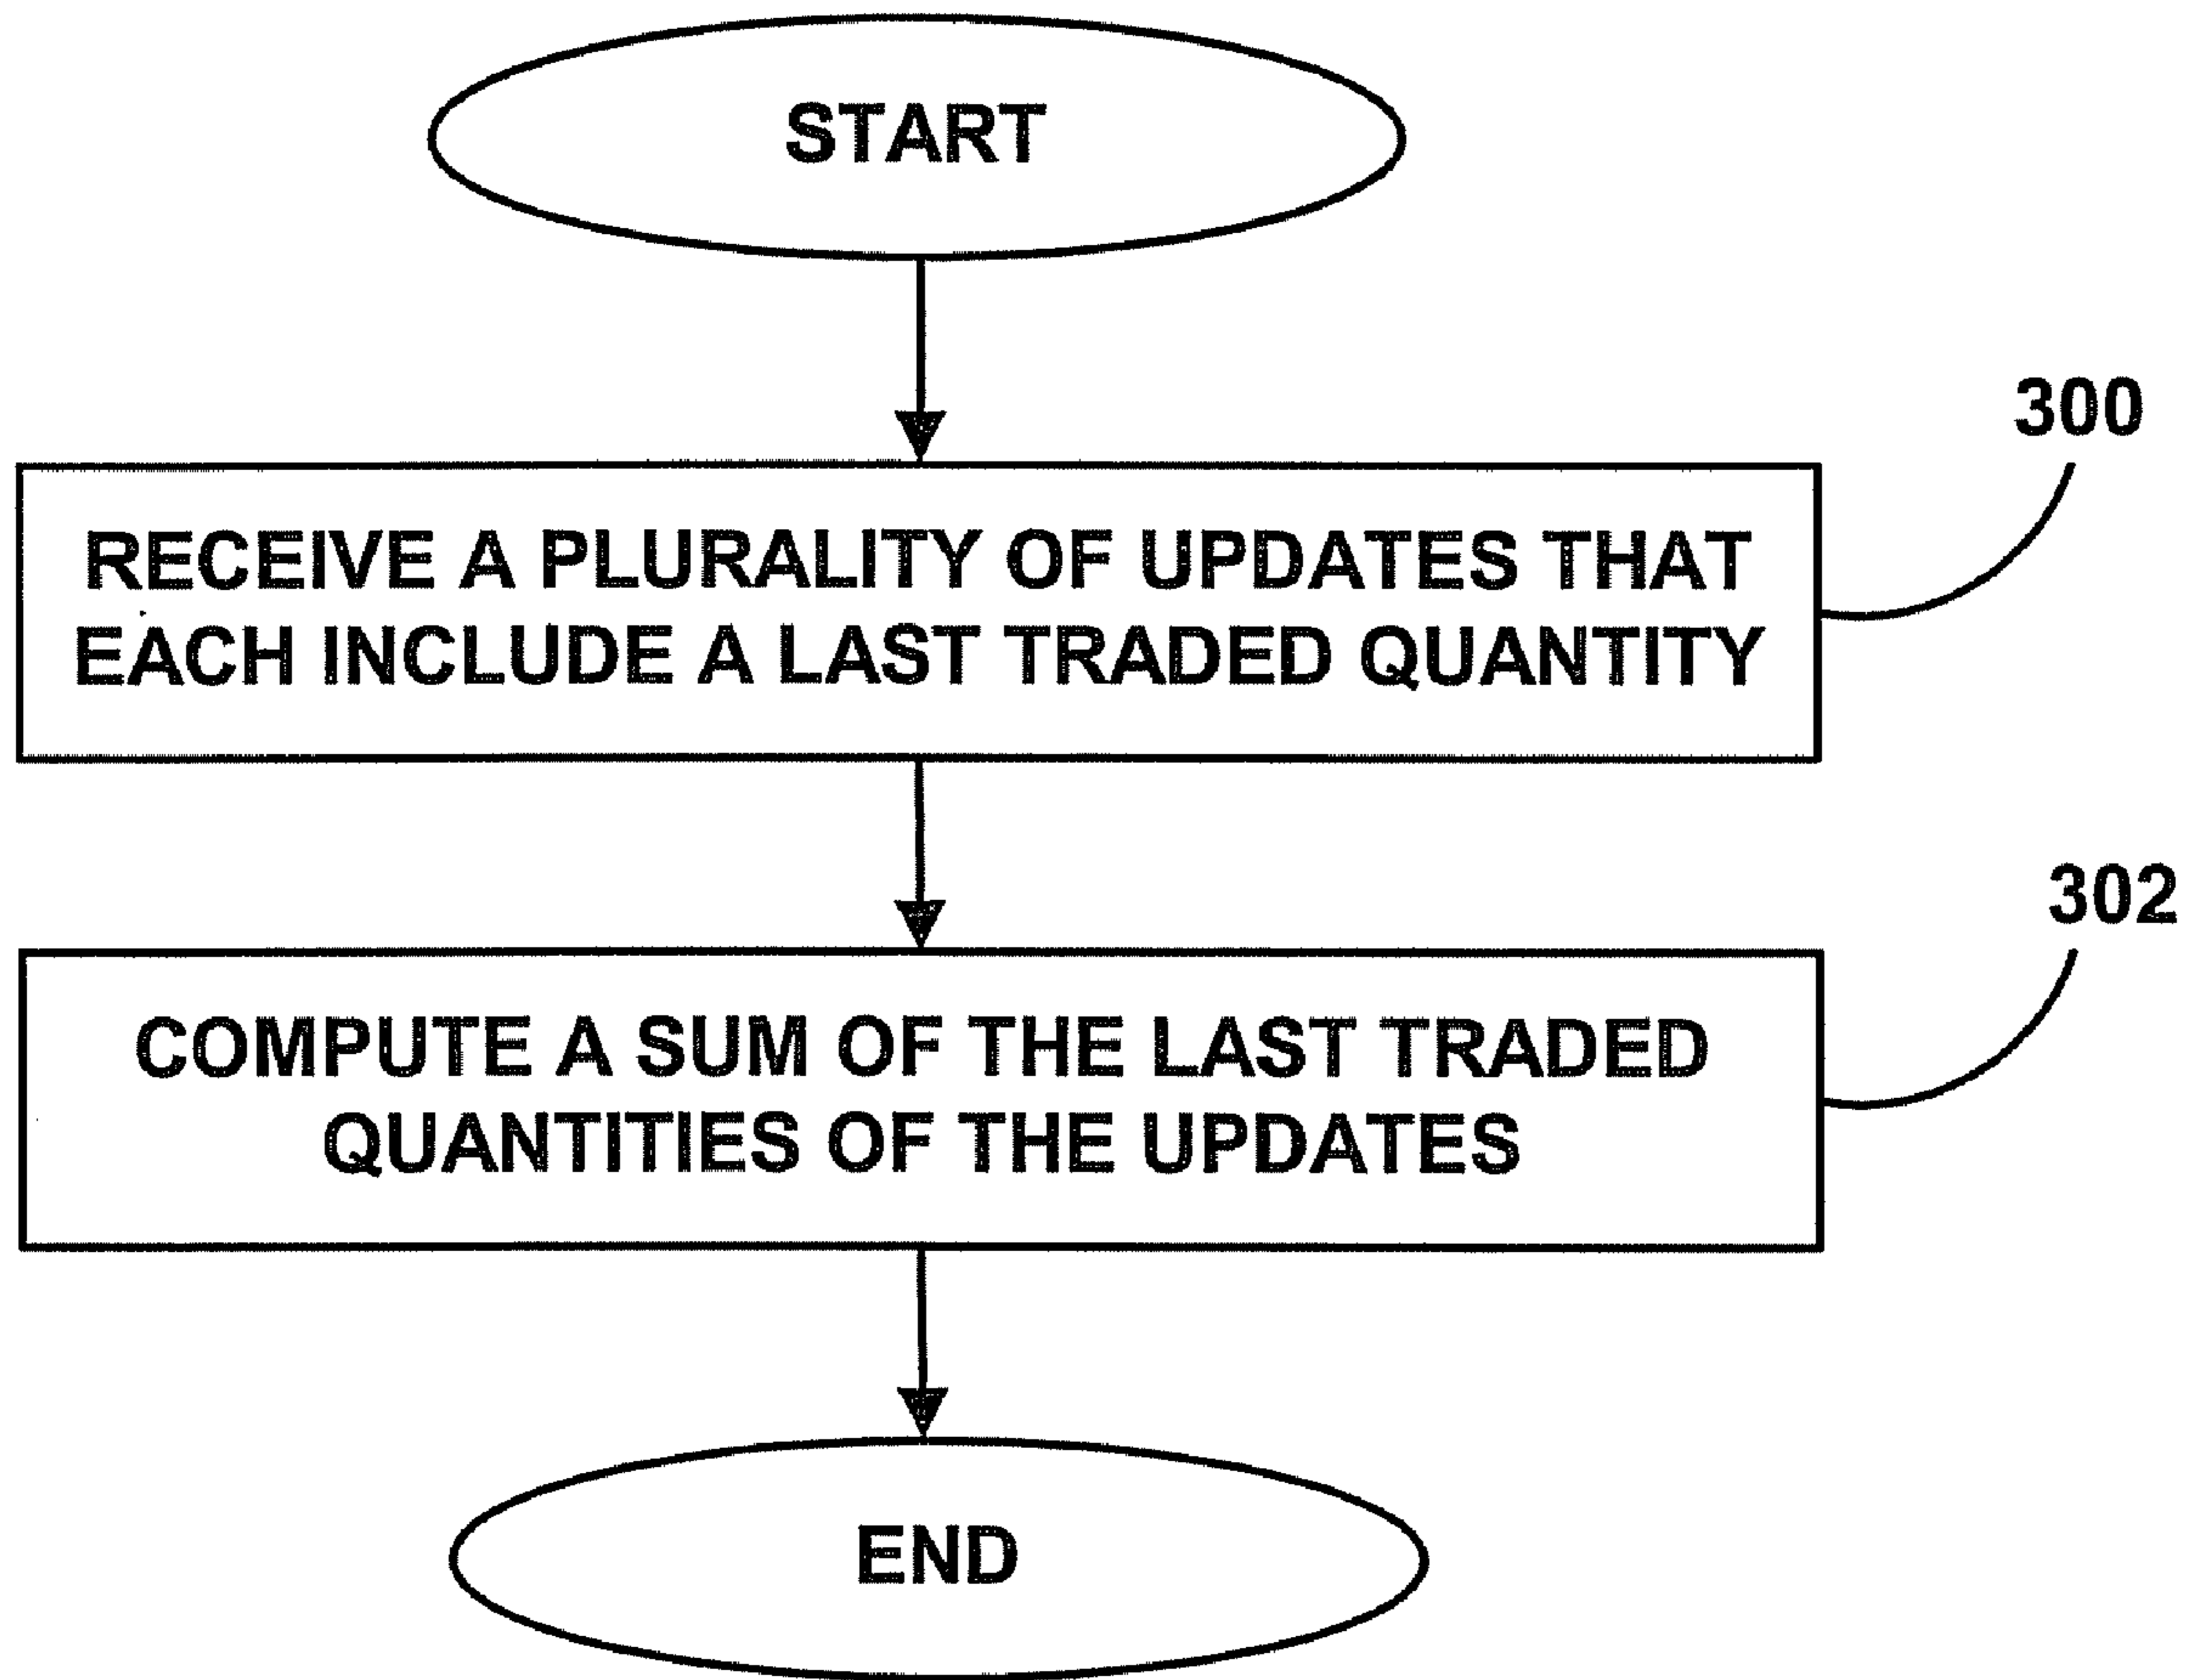 START
300
RECEIVE A PLURALITY OF UPDATES THAT
EACH INCLUDE A LAST TRADED QUANTITY
302
COMPUTE A SUM OF THE LAST TRADED
QUANTITIES OF THE UPDATES
END